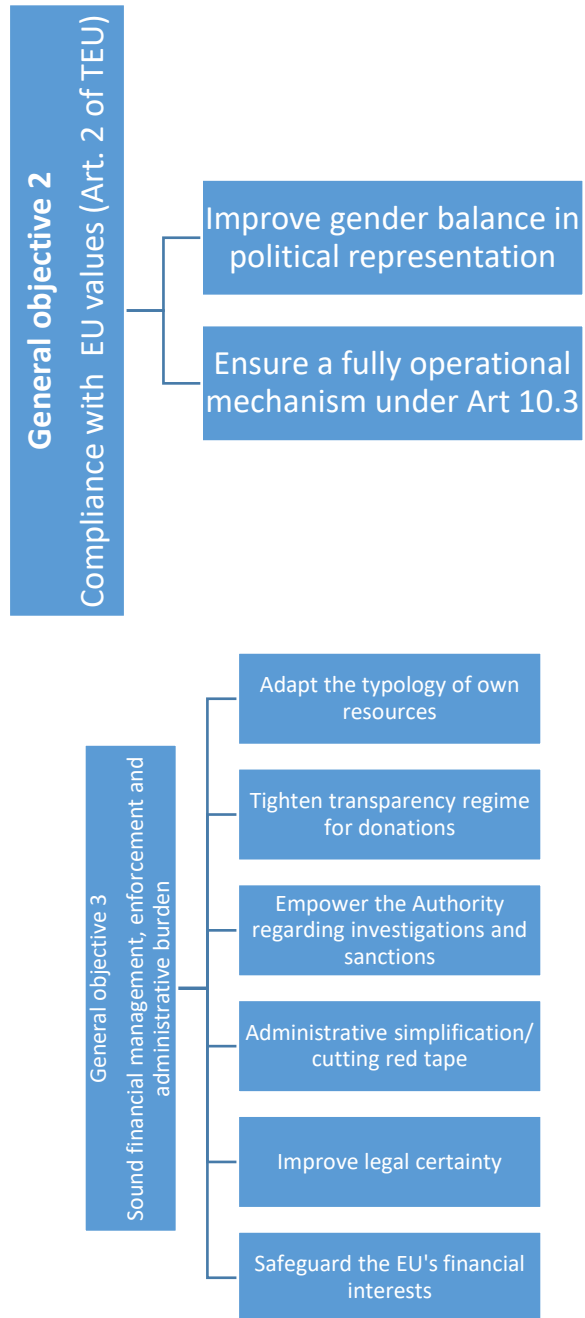 General objective 2
Compliance with EU values (Art. 2 of TEU)
Improve gender balance in
political representation
Ensure a fully operational
mechanism under Art 10.3
General objective 3
Sound financial management, enforcement and
administrative burden
Adapt the typology of own
resources
Tighten transparency regime
for donations
Empower the Authority
regarding investigations and
sanctions
Administrative simplification/
cutting red tape
Improve legal certainty
Safeguard the EU's financial
interests